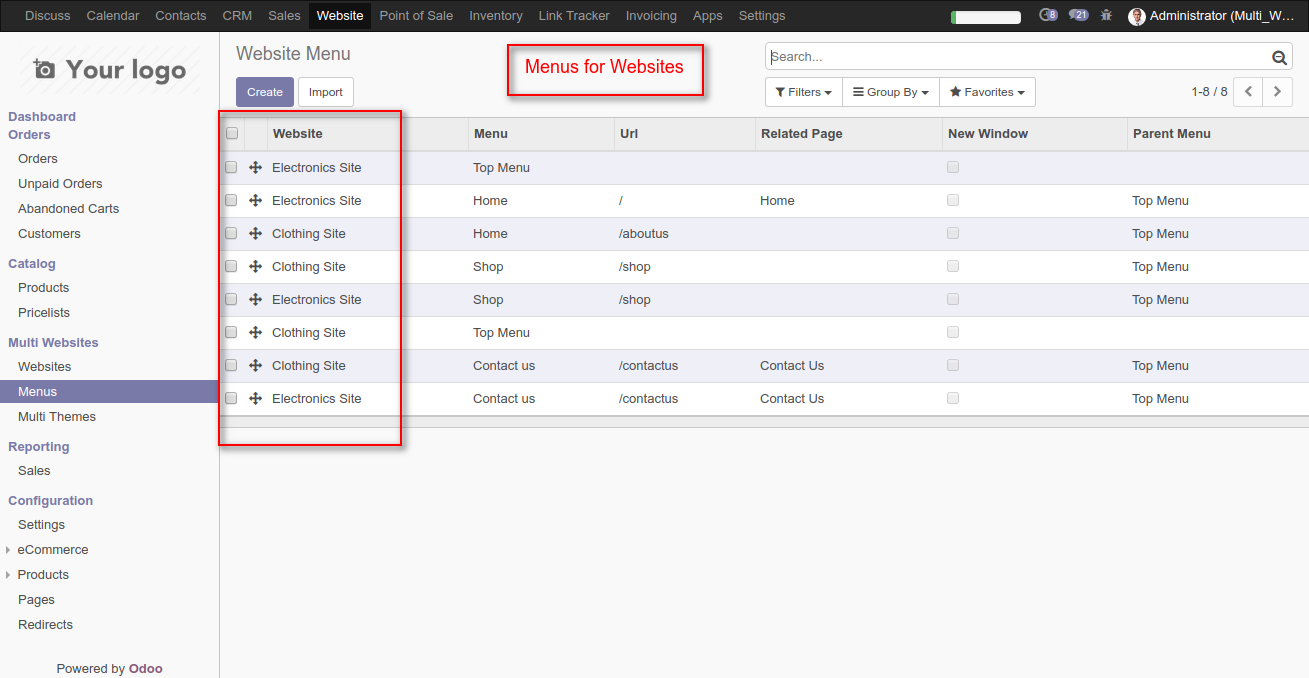 Discuss Calendar Contacts CRM Sales Website Point of Sale Inventory Link Tracker Invoicing Apps Settings 8 21 Administrator (Multi_W...
Your logo
Website Menu
Menus for Websites
Search...
Create Import
Filters Group By Favorites
1-8 / 8
Dashboard
Orders
Orders
Unpaid Orders
Abandoned Carts
Customers
Catalog
Products
Pricelists
Multi Websites
Websites
Menus
Multi Themes
Reporting
Sales
Configuration
Settings
eCommerce
Products
Pages
Redirects
Powered by Odoo
Website Menu Url Related Page New Window Parent Menu
Electronics Site Top Menu
Electronics Site Home / Home Top Menu
Clothing Site Home /aboutus Top Menu
Clothing Site Shop /shop Top Menu
Electronics Site Shop /shop Top Menu
Clothing Site Top Menu
Clothing Site Contact us /contactus Contact Us Top Menu
Electronics Site Contact us /contactus Contact Us Top Menu